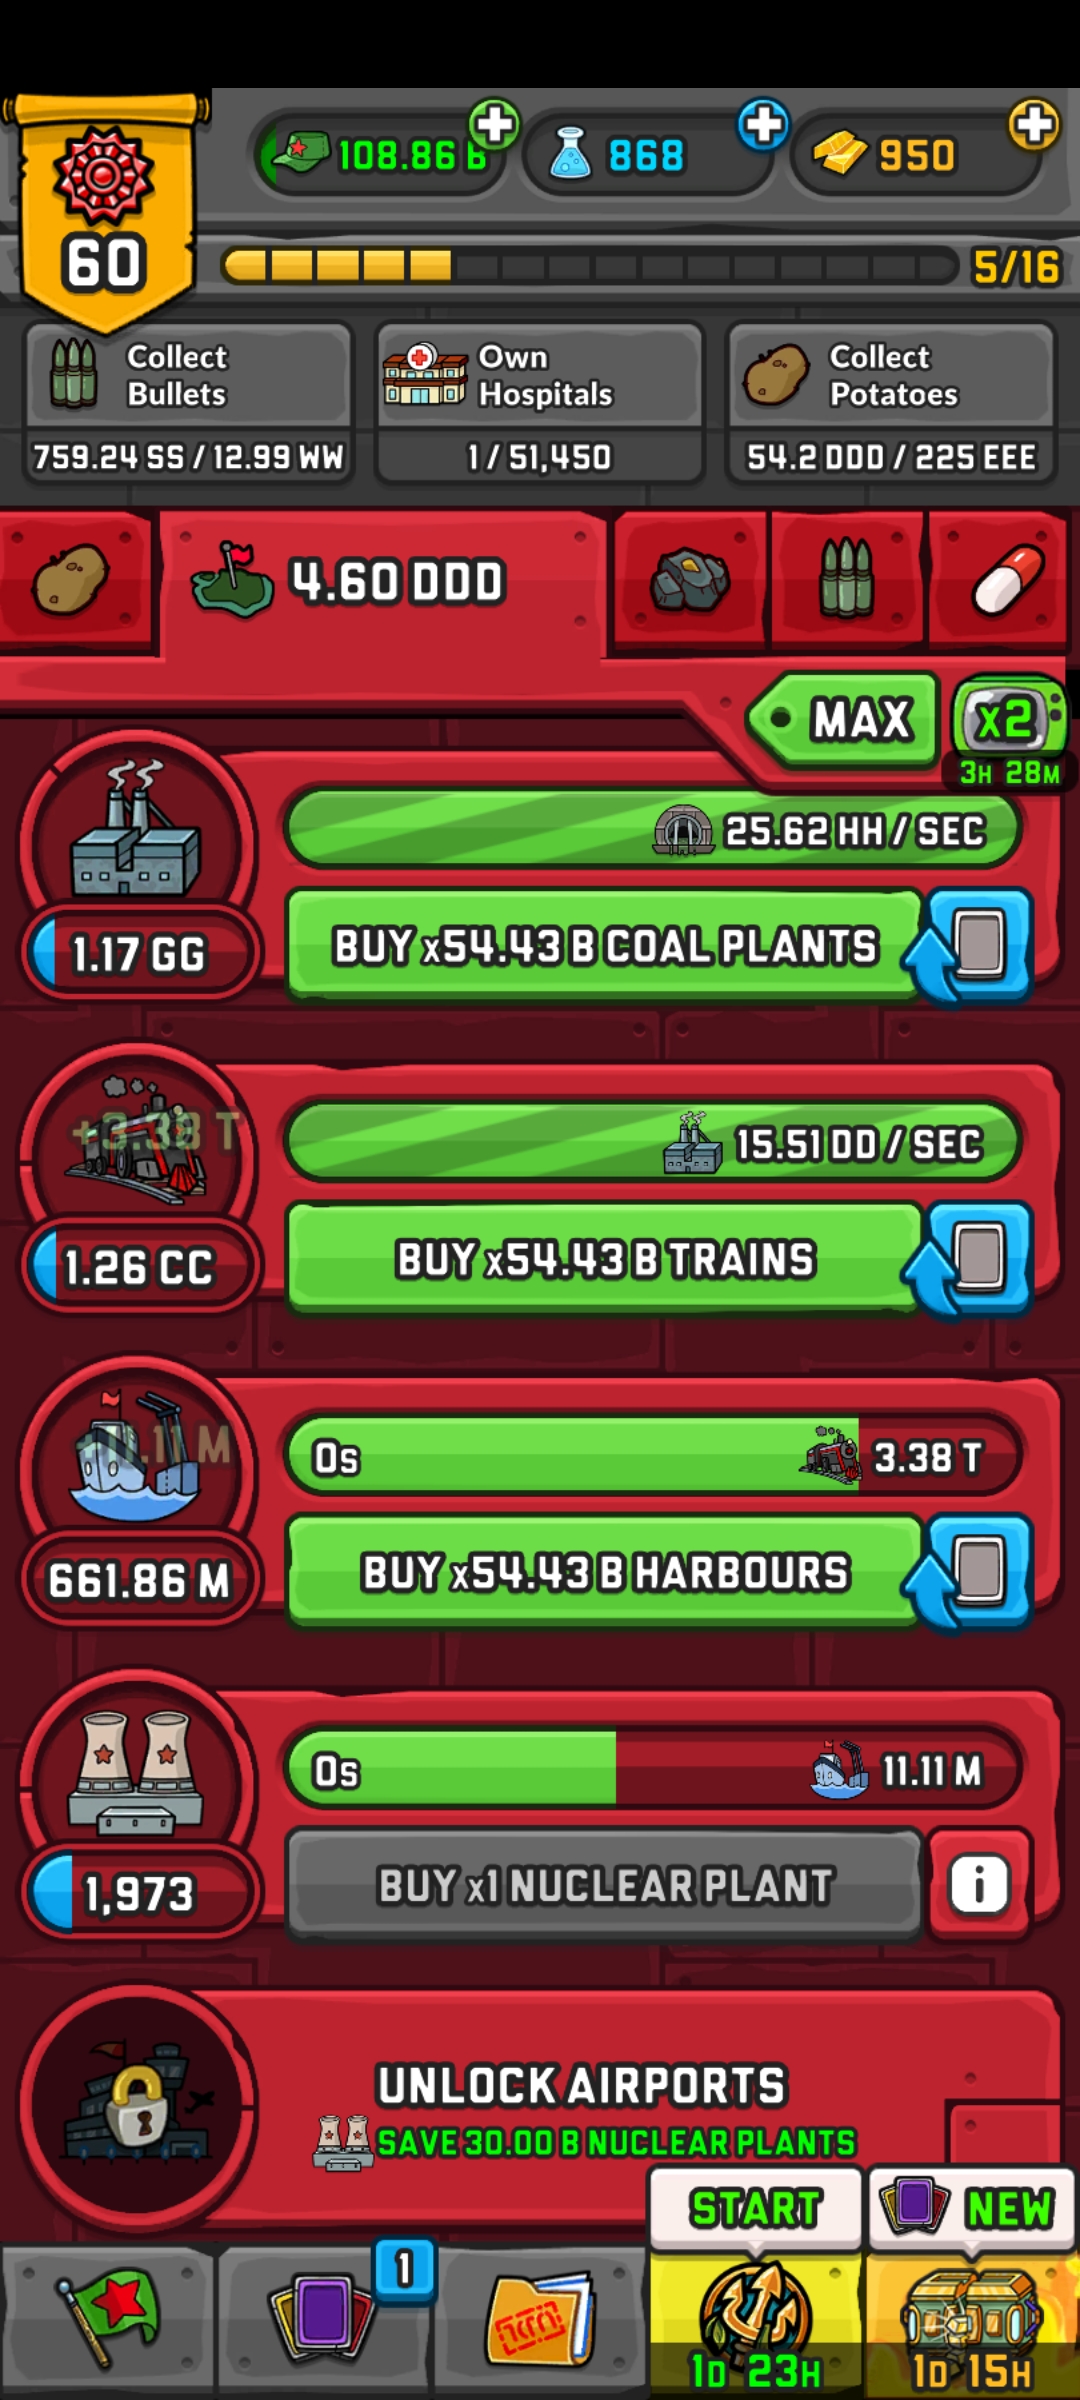 60
108.86 B
868
950
5/16
Collect
Bullets
759.24 SS / 12.99 WW
Own
Hospitals
1 / 51,450
Collect
Potatoes
54.2 DDD / 225 EEE
4.60 DDD
MAX
x2
3H 28M
25.62 HH / SEC
BUY x54.43 B COAL PLANTS
1.17 GG
+3.38 T
15.51 DD / SEC
BUY x54.43 B TRAINS
1.26 CC
11.11 M
0s
3.38 T
BUY x54.43 B HARBOURS
661.86 M
0s
11.11 M
BUY x1 NUCLEAR PLANT
i
1,973
UNLOCK AIRPORTS
SAVE 30.00 B NUCLEAR PLANTS
START
NEW
1
1D 23H
1D 15H